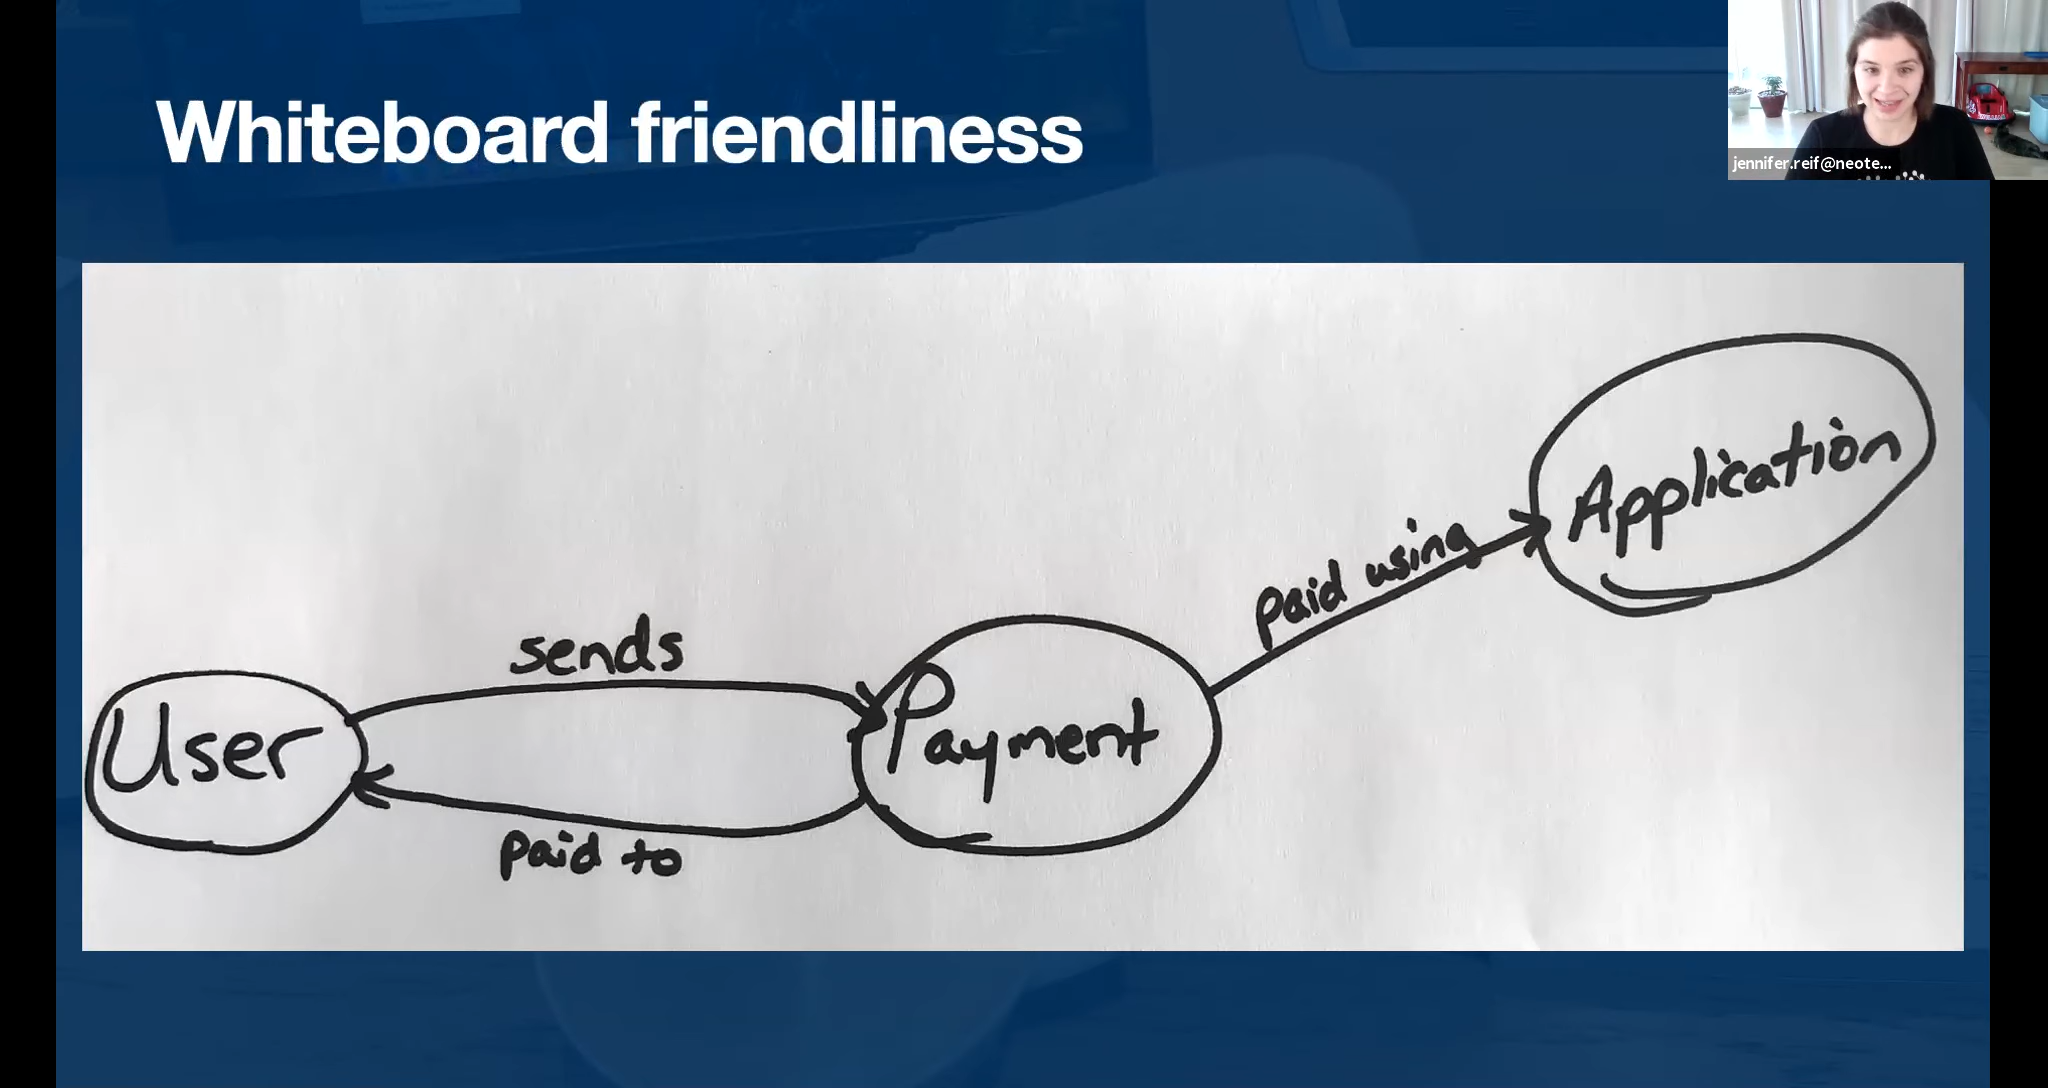 Whiteboard friendliness
jennifer.reif@neote...
Application
paid using
sends
User
Payment
paid to